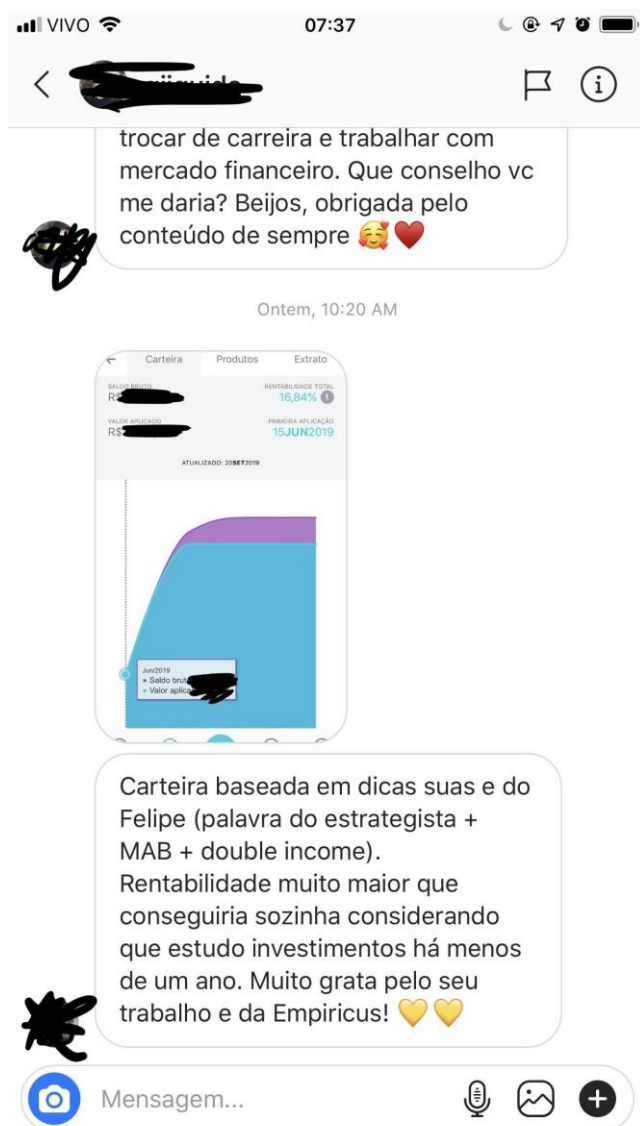 VIVO 07:37
trocar de carreira e trabalhar com
mercado financeiro. Que conselho vc
me daria? Beijos, obrigada pelo
conteúdo de sempre 🥰❤️
Ontem, 10:20 AM
Carteira Produtos Extrato
SALDO BRUTO RENTABILIDADE TOTAL
R$ 16,84%
VALOR APLICADO PRIMEIRA APLICAÇÃO
R$ 15JUN2019
ATUALIZADO: 20SET2019
Jun/2019
Saldo brut
Valor aplica
Carteira baseada em dicas suas e do
Felipe (palavra do estrategista +
MAB + double income).
Rentabilidade muito maior que
conseguiria sozinha considerando
que estudo investimentos há menos
de um ano. Muito grata pelo seu
trabalho e da Empiricus! 💛💛
Mensagem...